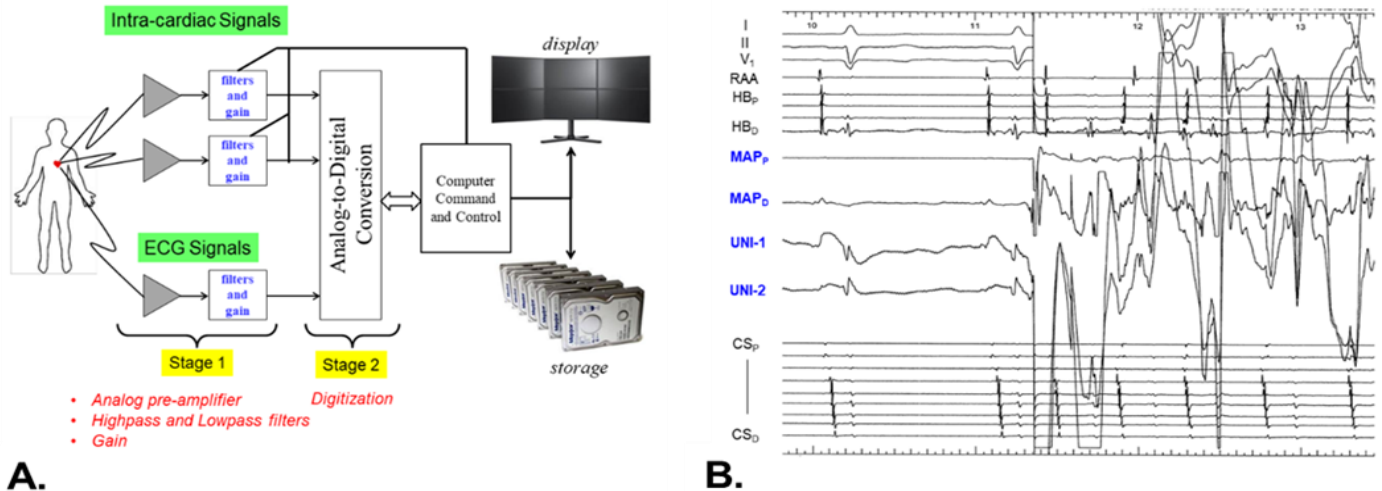 Intra-cardiac Signals
filters
and
gain
filters
and
gain
ECG Signals
filters
and
gain
Analog-to-Digital
Conversion
Computer
Command
and Control
display
storage
Stage 1
Stage 2
• Analog pre-amplifier
• Highpass and Lowpass filters
• Gain
Digitization
A.
10
11
12
13
I
II
V1
RAA
HBP
HBD
MAPP
MAPD
UNI-1
UNI-2
CSP
CSD
B.